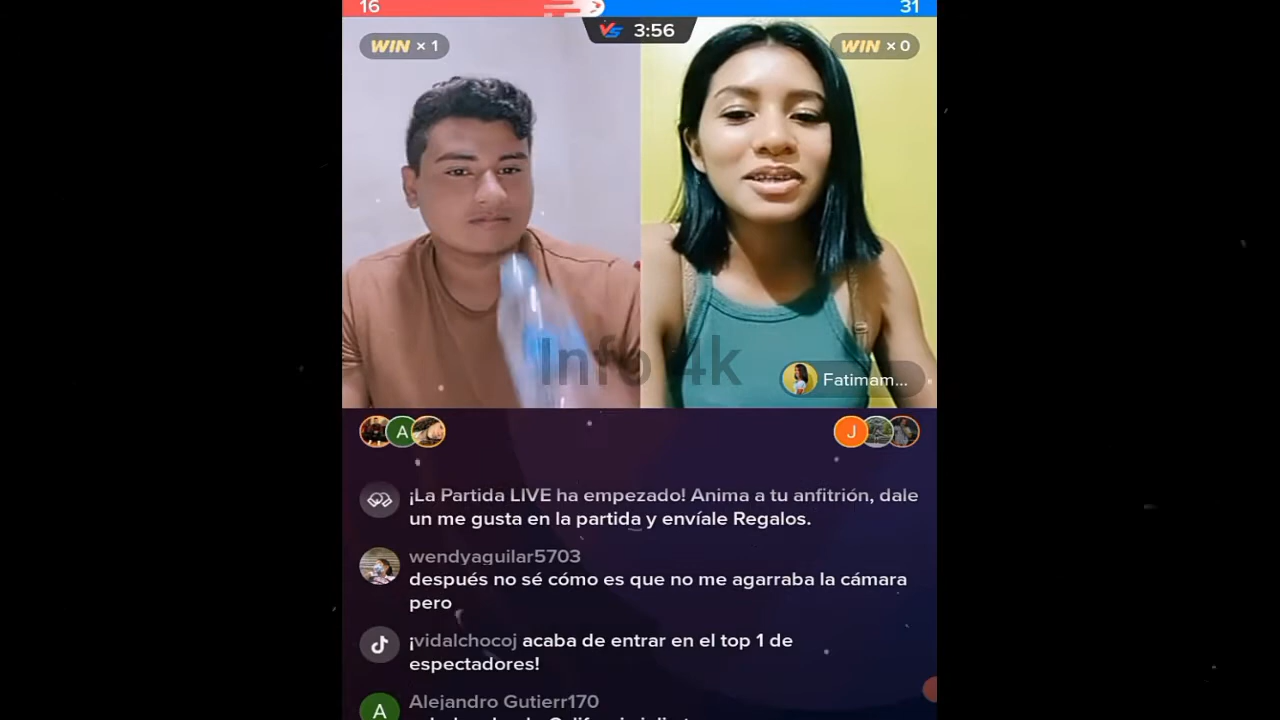 16
31
VS 3:56
WIN × 1
WIN × 0
Info 4k
Fatimam...
A
J
¡La Partida LIVE ha empezado! Anima a tu anfitrión, dale
un me gusta en la partida y envíale Regalos.
wendyaguilar5703
después no sé cómo es que no me agarraba la cámara
pero
¡vidalchocoj acaba de entrar en el top 1 de
espectadores!
Alejandro Gutierr170
A